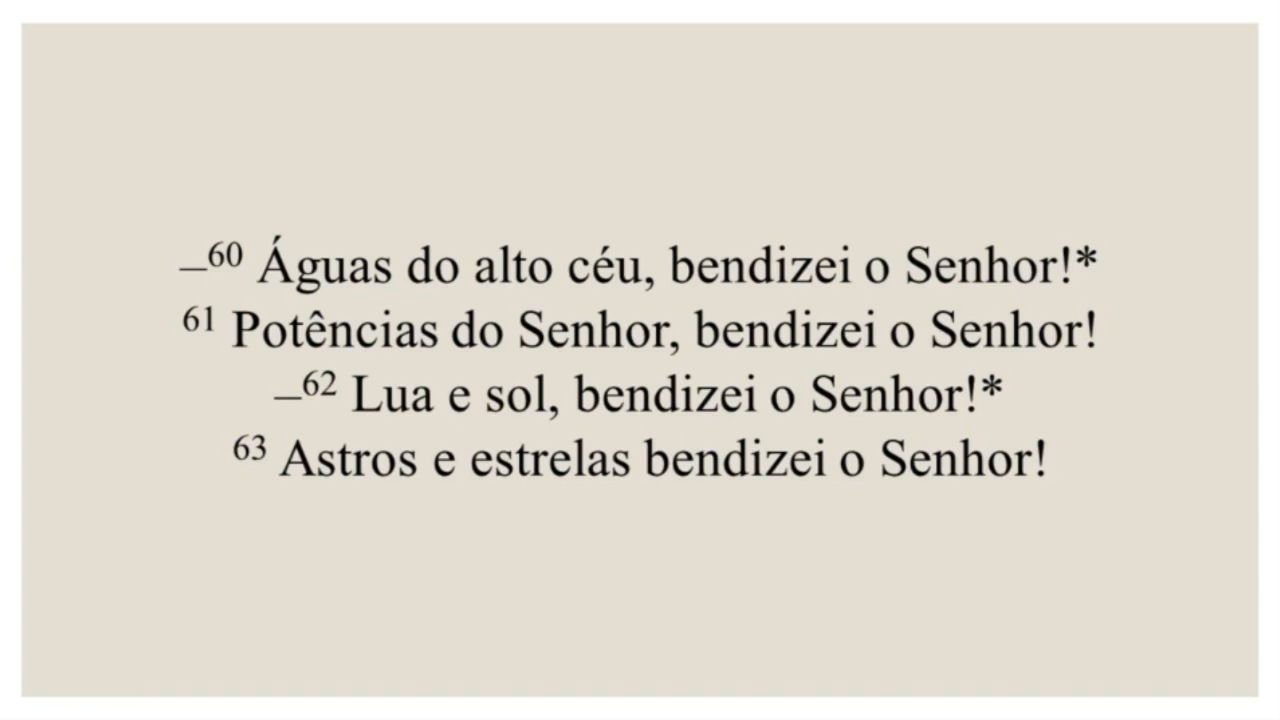 –⁶⁰ Águas do alto céu, bendizei o Senhor!*
⁶¹ Potências do Senhor, bendizei o Senhor!
–⁶² Lua e sol, bendizei o Senhor!*
⁶³ Astros e estrelas bendizei o Senhor!